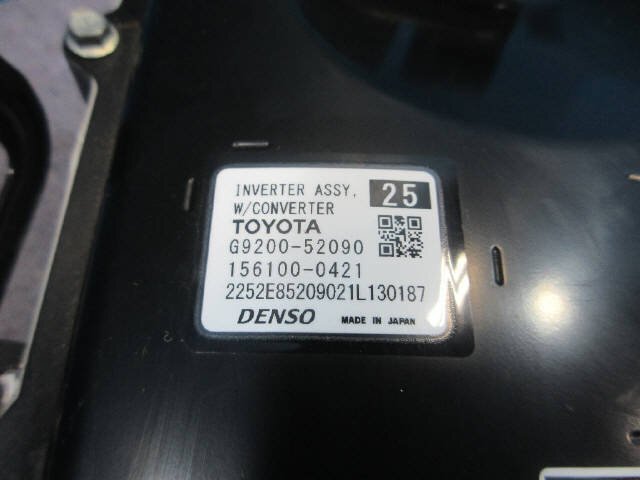 INVERTER ASSY, 25
W/CONVERTER
TOYOTA
G9200-52090
156100-0421
2252E85209021L130187
DENSO MADE IN JAPAN